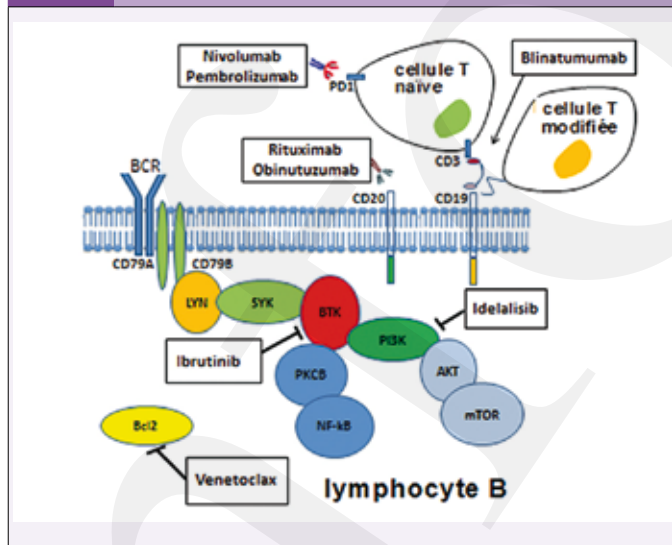 Nivolumab
Pembrolizumab
PD1
cellule T
naïve
Blinatumumab
cellule T
modifiée
CD3
Rituximab
Obinutuzumab
BCR
CD20
CD19
CD79A
CD79B
LYN
SYK
BTK
PI3K
Idelalisib
Ibrutinib
PKCB
AKT
NF-kB
mTOR
Bcl2
Venetoclax
lymphocyte B